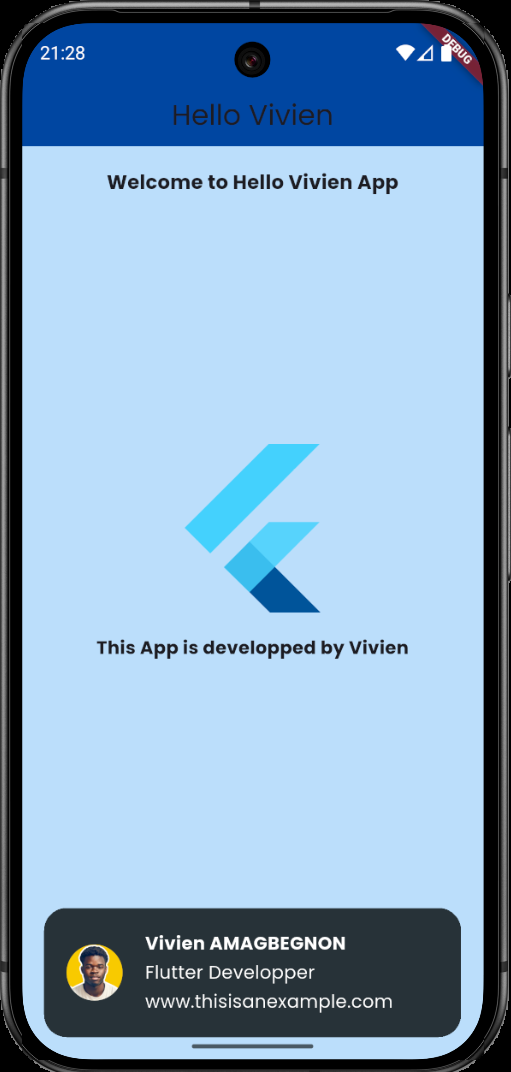 21:28
DEBUG
Hello Vivien
Welcome to Hello Vivien App
This App is developped by Vivien
Vivien AMAGBEGNON
Flutter Developper
www.thisisanexample.com